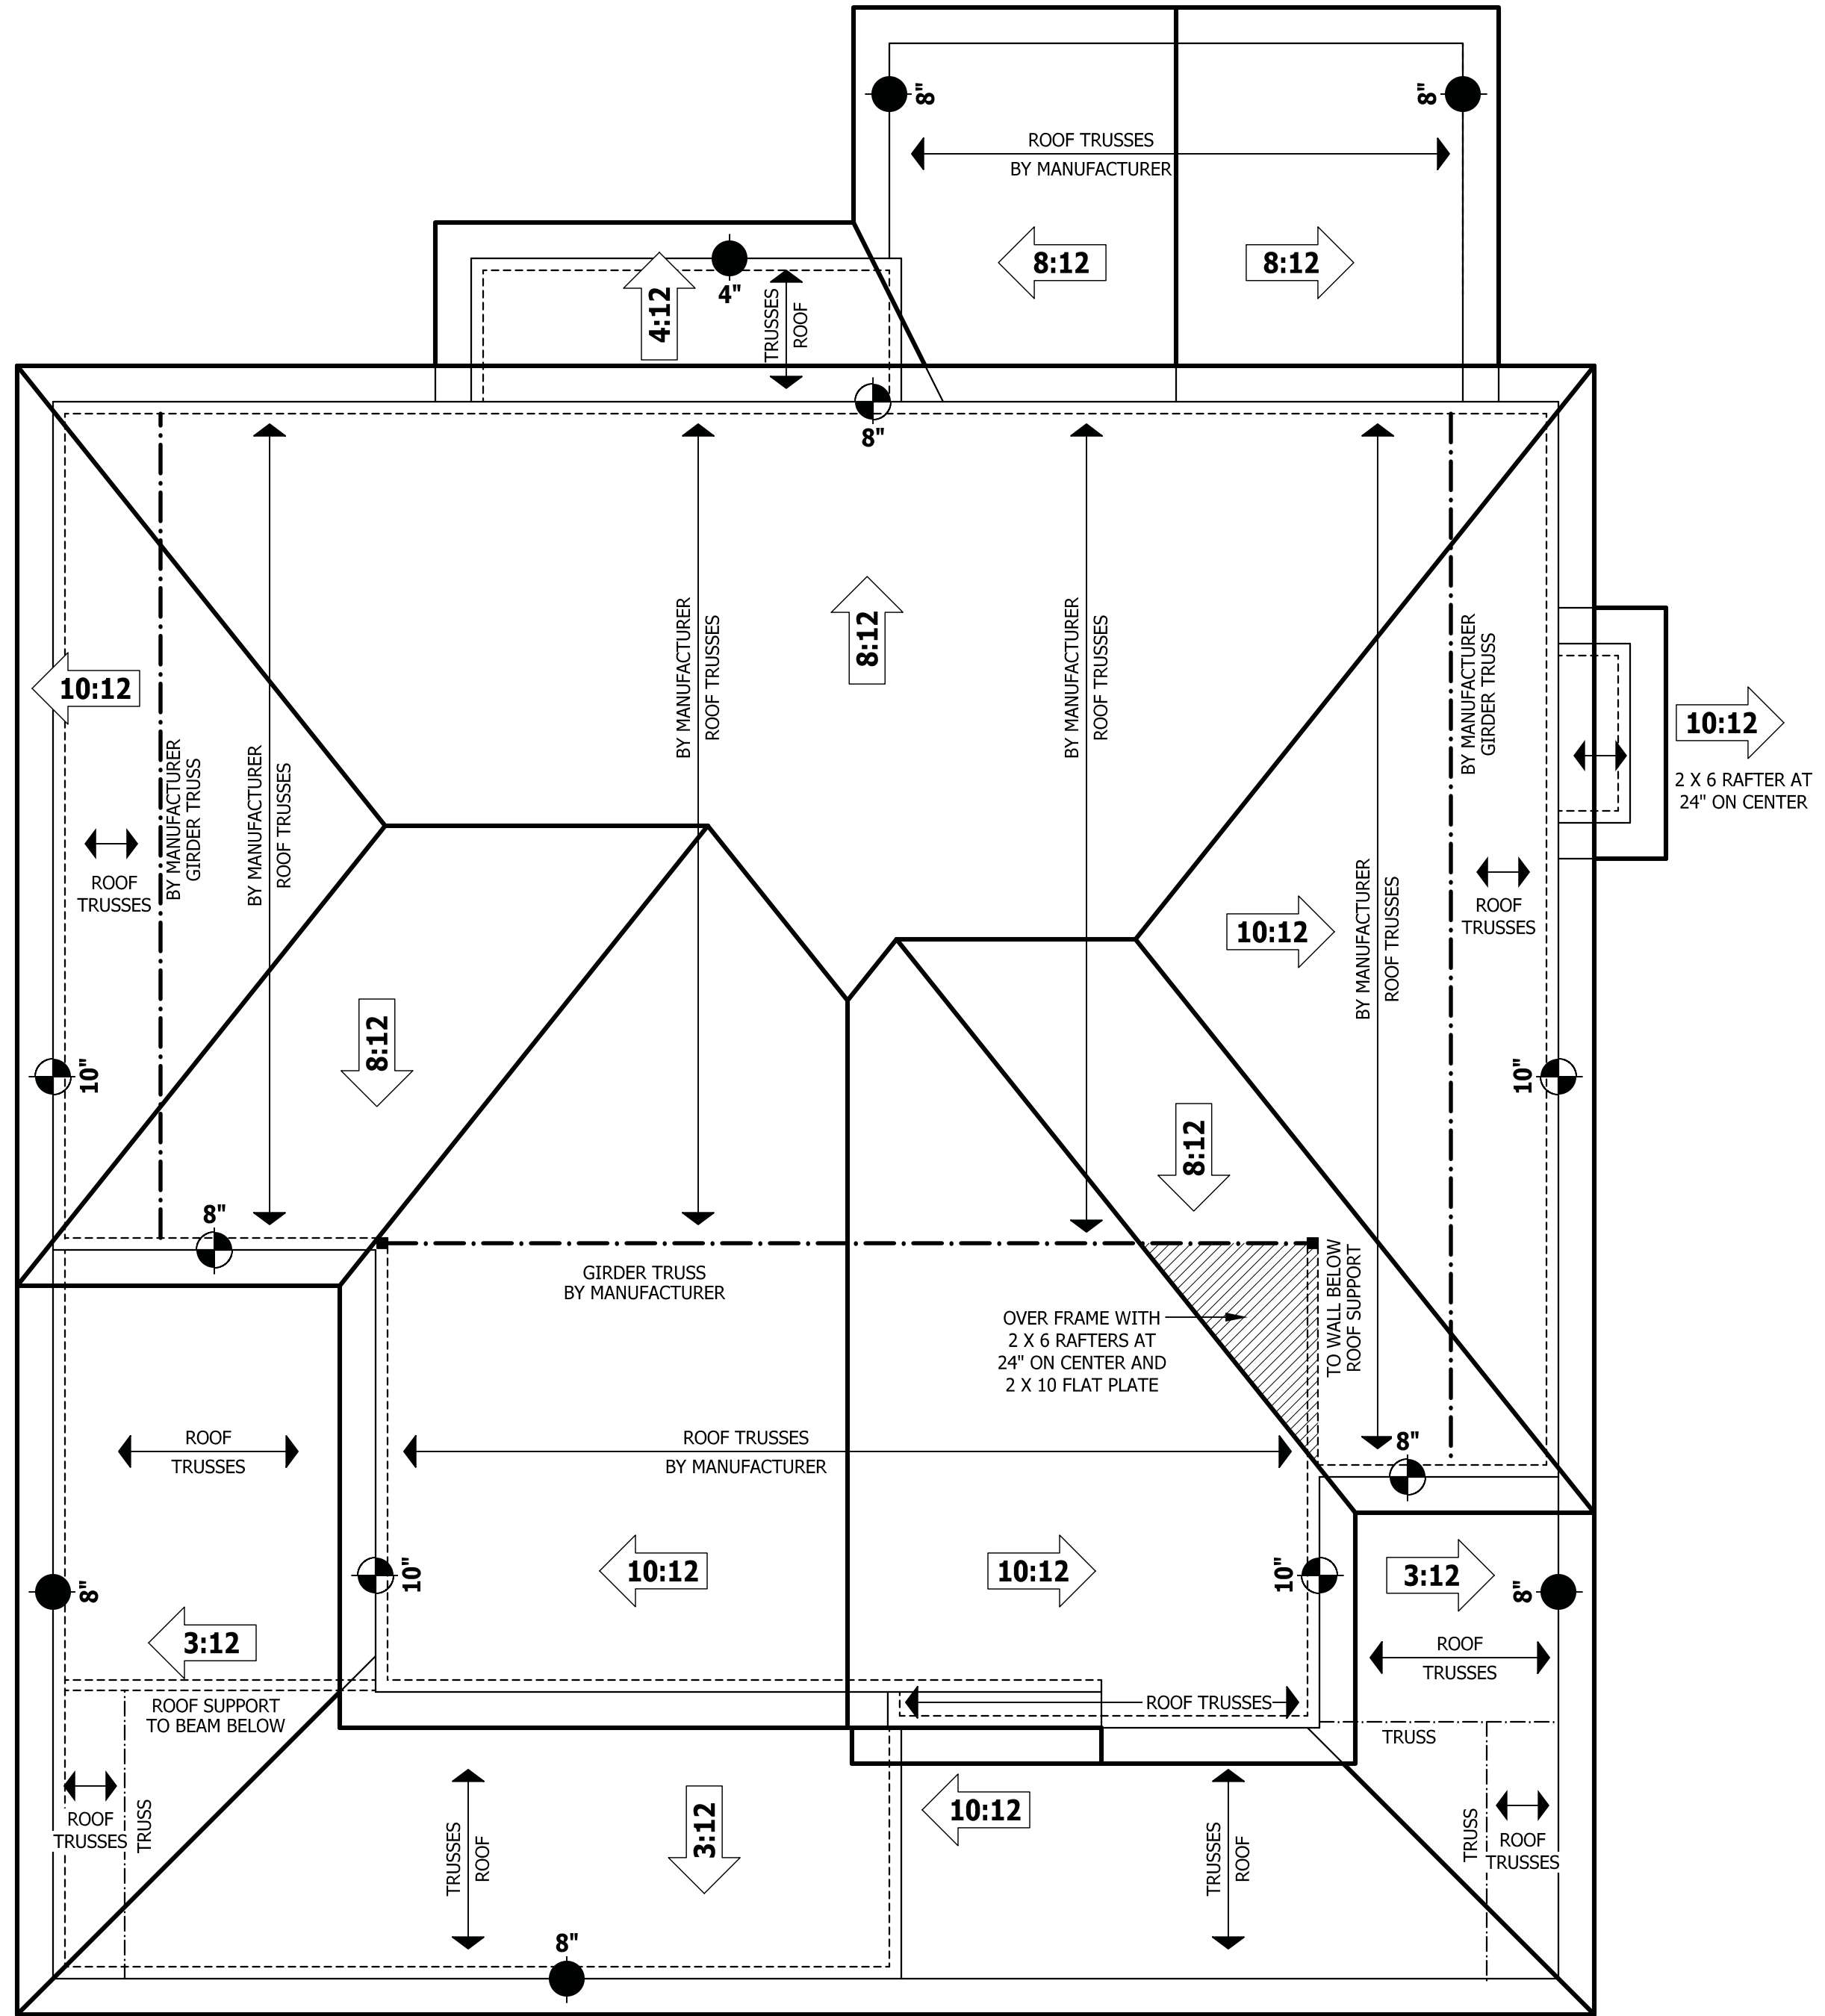 8"
8"
ROOF TRUSSES
BY MANUFACTURER
8:12
8:12
4:12
4"
TRUSSES
ROOF
8"
BY MANUFACTURER
ROOF TRUSSES
8:12
BY MANUFACTURER
ROOF TRUSSES
BY MANUFACTURER
GIRDER TRUSS
10:12
10:12
2 X 6 RAFTER AT
24" ON CENTER
BY MANUFACTURER
GIRDER TRUSS
BY MANUFACTURER
ROOF TRUSSES
ROOF
TRUSSES
BY MANUFACTURER
ROOF TRUSSES
10:12
ROOF
TRUSSES
10"
8:12
10"
8:12
8"
GIRDER TRUSS
BY MANUFACTURER
OVER FRAME WITH
2 X 6 RAFTERS AT
24" ON CENTER AND
2 X 10 FLAT PLATE
TO WALL BELOW
ROOF SUPPORT
8"
ROOF
TRUSSES
ROOF TRUSSES
BY MANUFACTURER
8"
10"
10:12
10:12
10"
3:12
8"
3:12
ROOF
TRUSSES
ROOF SUPPORT
TO BEAM BELOW
ROOF TRUSSES
TRUSS
ROOF
TRUSSES
TRUSS
TRUSSES
ROOF
3:12
10:12
TRUSSES
ROOF
TRUSS
ROOF
TRUSSES
8"